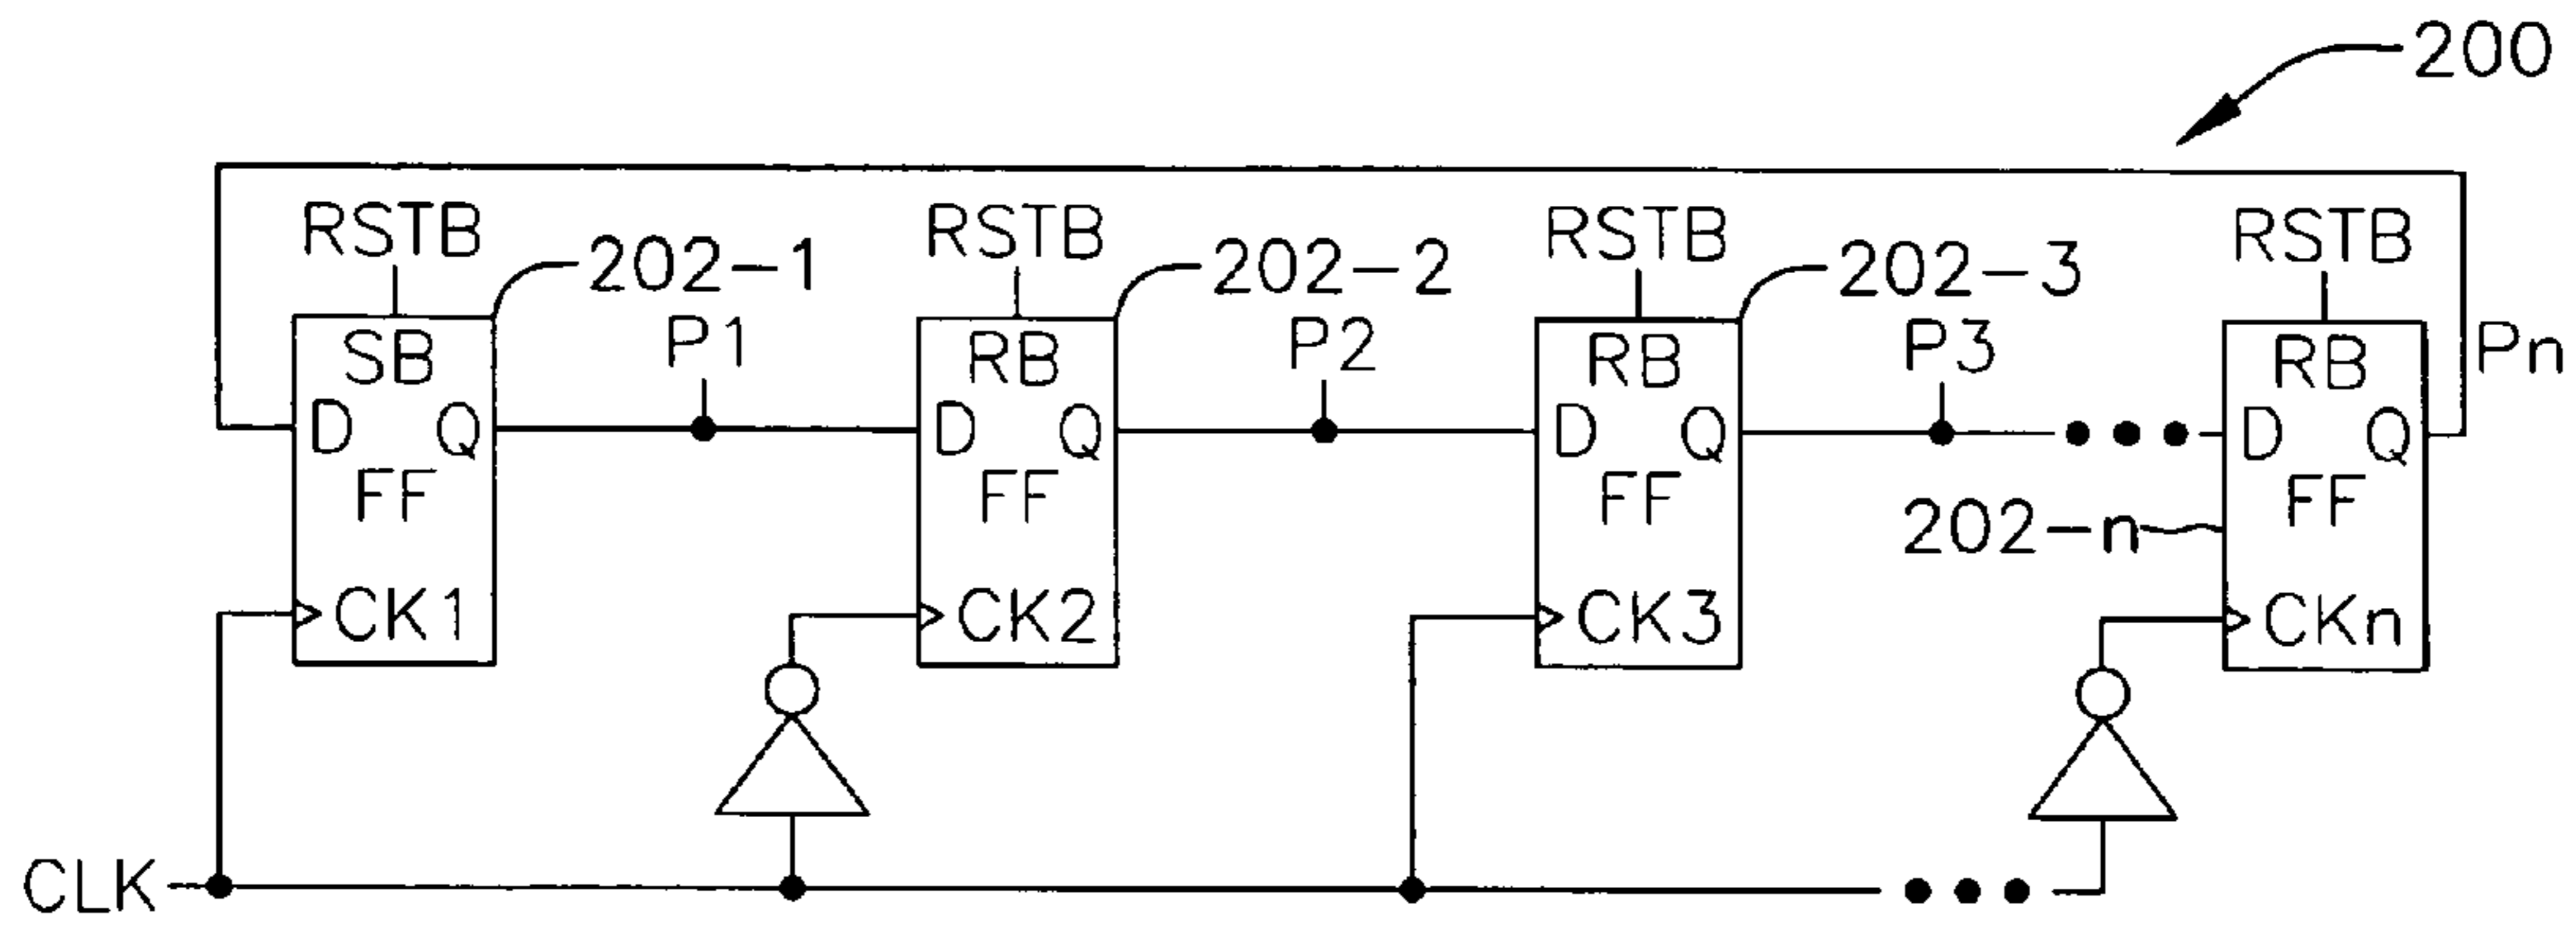 200
RSTB
RSTB
RSTB
RSTB
202-1
202-2
202-3
P1
P2
P3
Pn
SB
RB
RB
RB
D Q
D Q
D Q
D Q
FF
FF
FF
FF
202-n
CK1
CK2
CK3
CKn
CLK